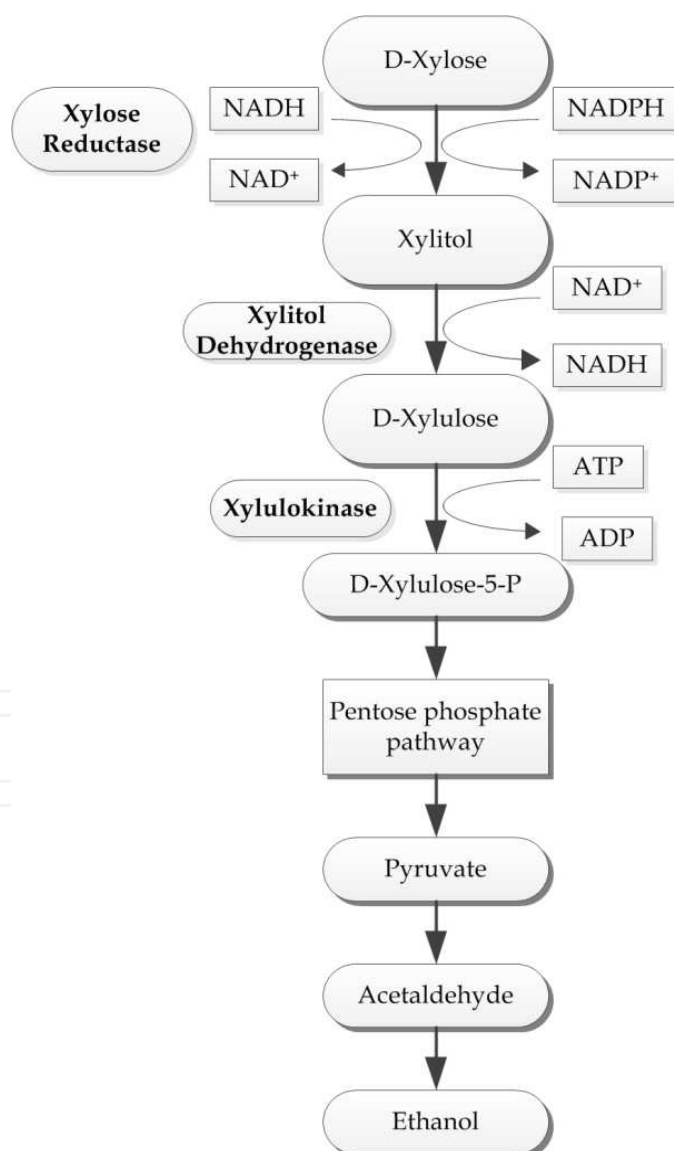 D-Xylose
Xylose
Reductase
NADH
NADPH
NAD⁺
NADP⁺
Xylitol
NAD⁺
Xylitol
Dehydrogenase
NADH
D-Xylulose
ATP
Xylulokinase
ADP
D-Xylulose-5-P
Pentose phosphate
pathway
Pyruvate
Acetaldehyde
Ethanol